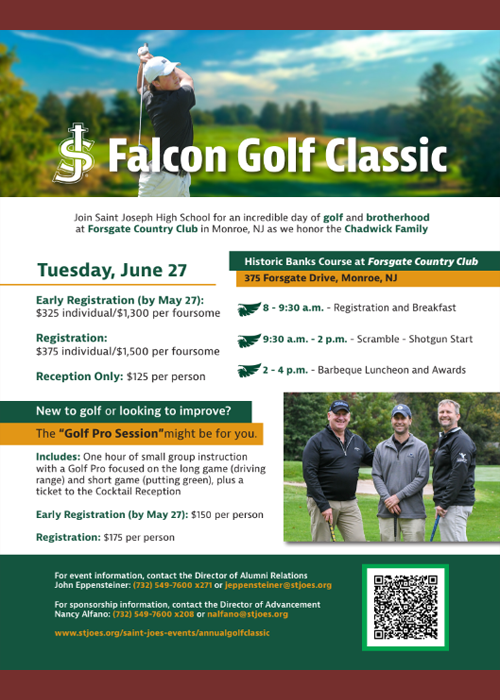 SJ
Falcon Golf Classic
Join Saint Joseph High School for an incredible day of golf and brotherhood
at Forsgate Country Club in Monroe, NJ as we honor the Chadwick Family
Tuesday, June 27
Early Registration (by May 27):
$325 individual/$1,300 per foursome
Registration:
$375 individual/$1,500 per foursome
Reception Only: $125 per person
Historic Banks Course at Forsgate Country Club
375 Forsgate Drive, Monroe, NJ
8 - 9:30 a.m. - Registration and Breakfast
9:30 a.m. - 2 p.m. - Scramble - Shotgun Start
2 - 4 p.m. - Barbeque Luncheon and Awards
New to golf or looking to improve?
The "Golf Pro Session" might be for you.
Includes: One hour of small group instruction
with a Golf Pro focused on the long game (driving
range) and short game (putting green), plus a
ticket to the Cocktail Reception
Early Registration (by May 27): $150 per person
Registration: $175 per person
For event information, contact the Director of Alumni Relations
John Eppensteiner: (732) 549-7600 x271 or jeppensteiner@stjoes.org
For sponsorship information, contact the Director of Advancement
Nancy Alfano: (732) 549-7600 x208 or nalfano@stjoes.org
www.stjoes.org/saint-joes-events/annualgolfclassic